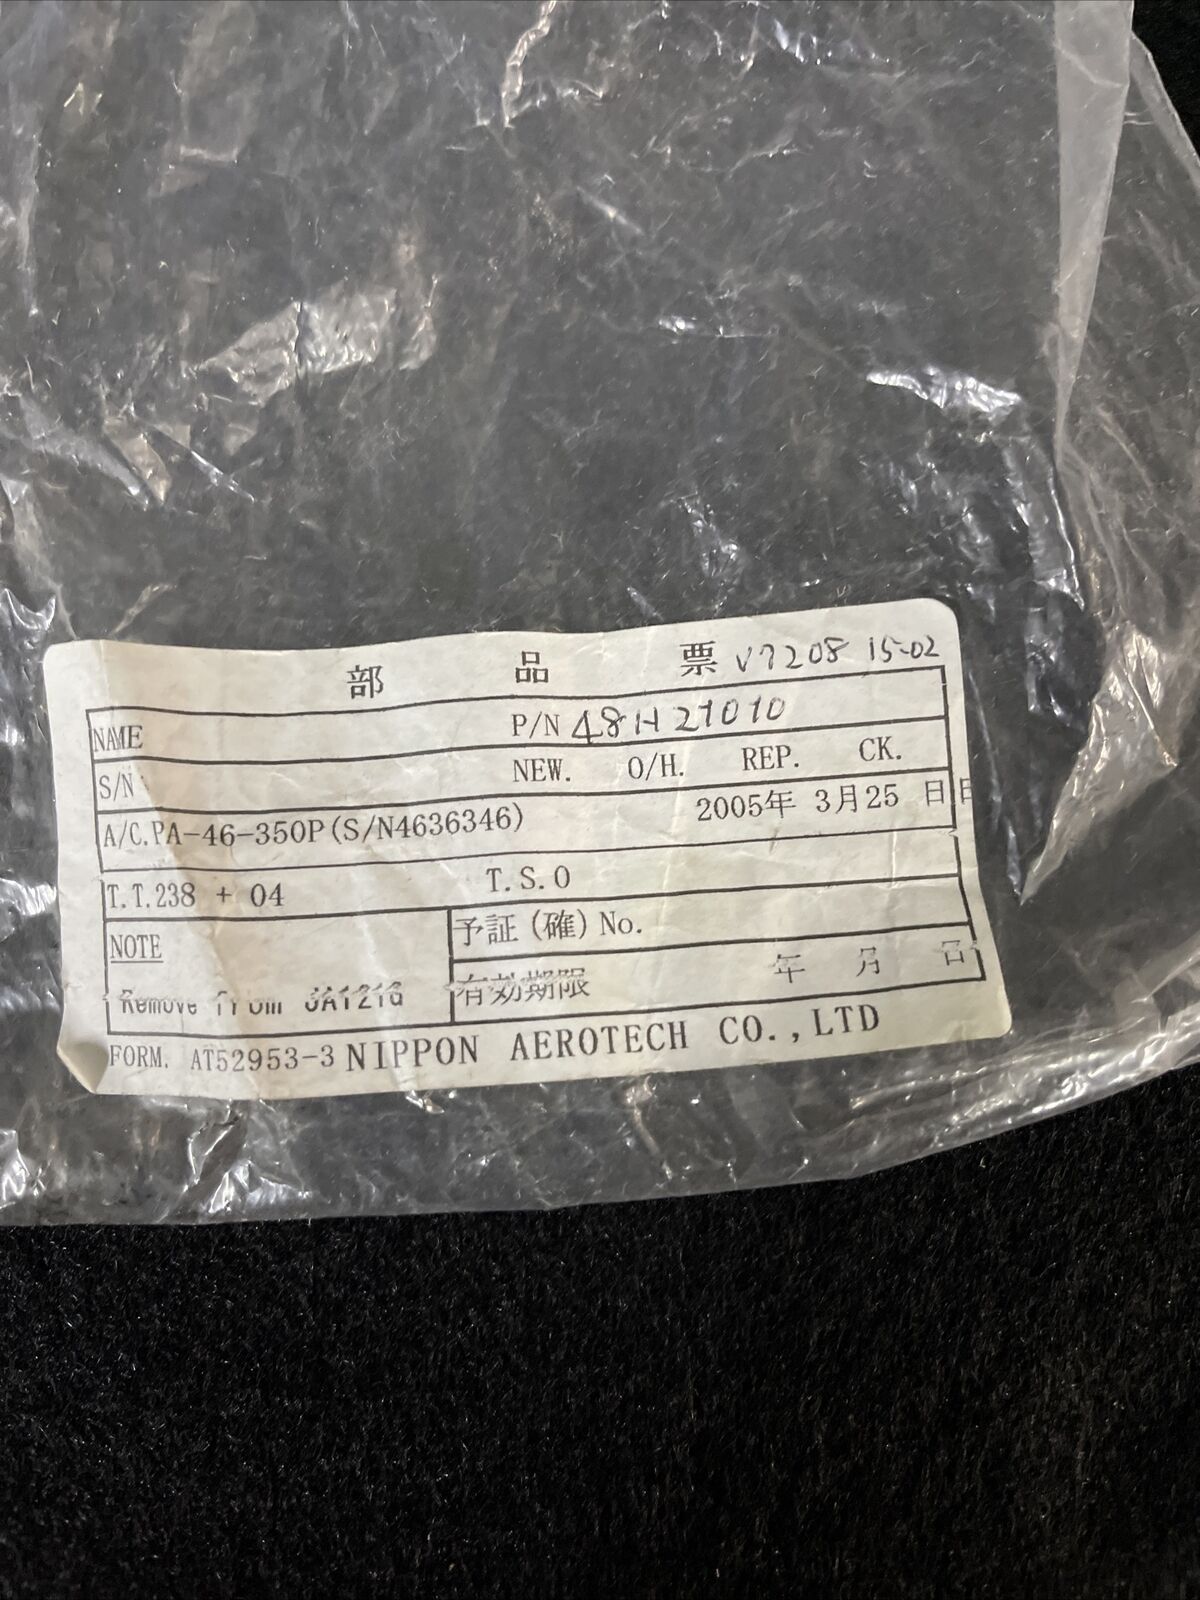 部 品 票 V7208 15-02
NAME P/N 48H21010
S/N NEW. O/H. REP. CK.
A/C.PA-46-350P(S/N4636346) 2005年 3月25 日日
T.T.238 + 04 T.S.O
NOTE 予証(確)No.
Remove from JA121G 有効期限 年 月 日
FORM. AT52953-3 NIPPON AEROTECH CO.,LTD